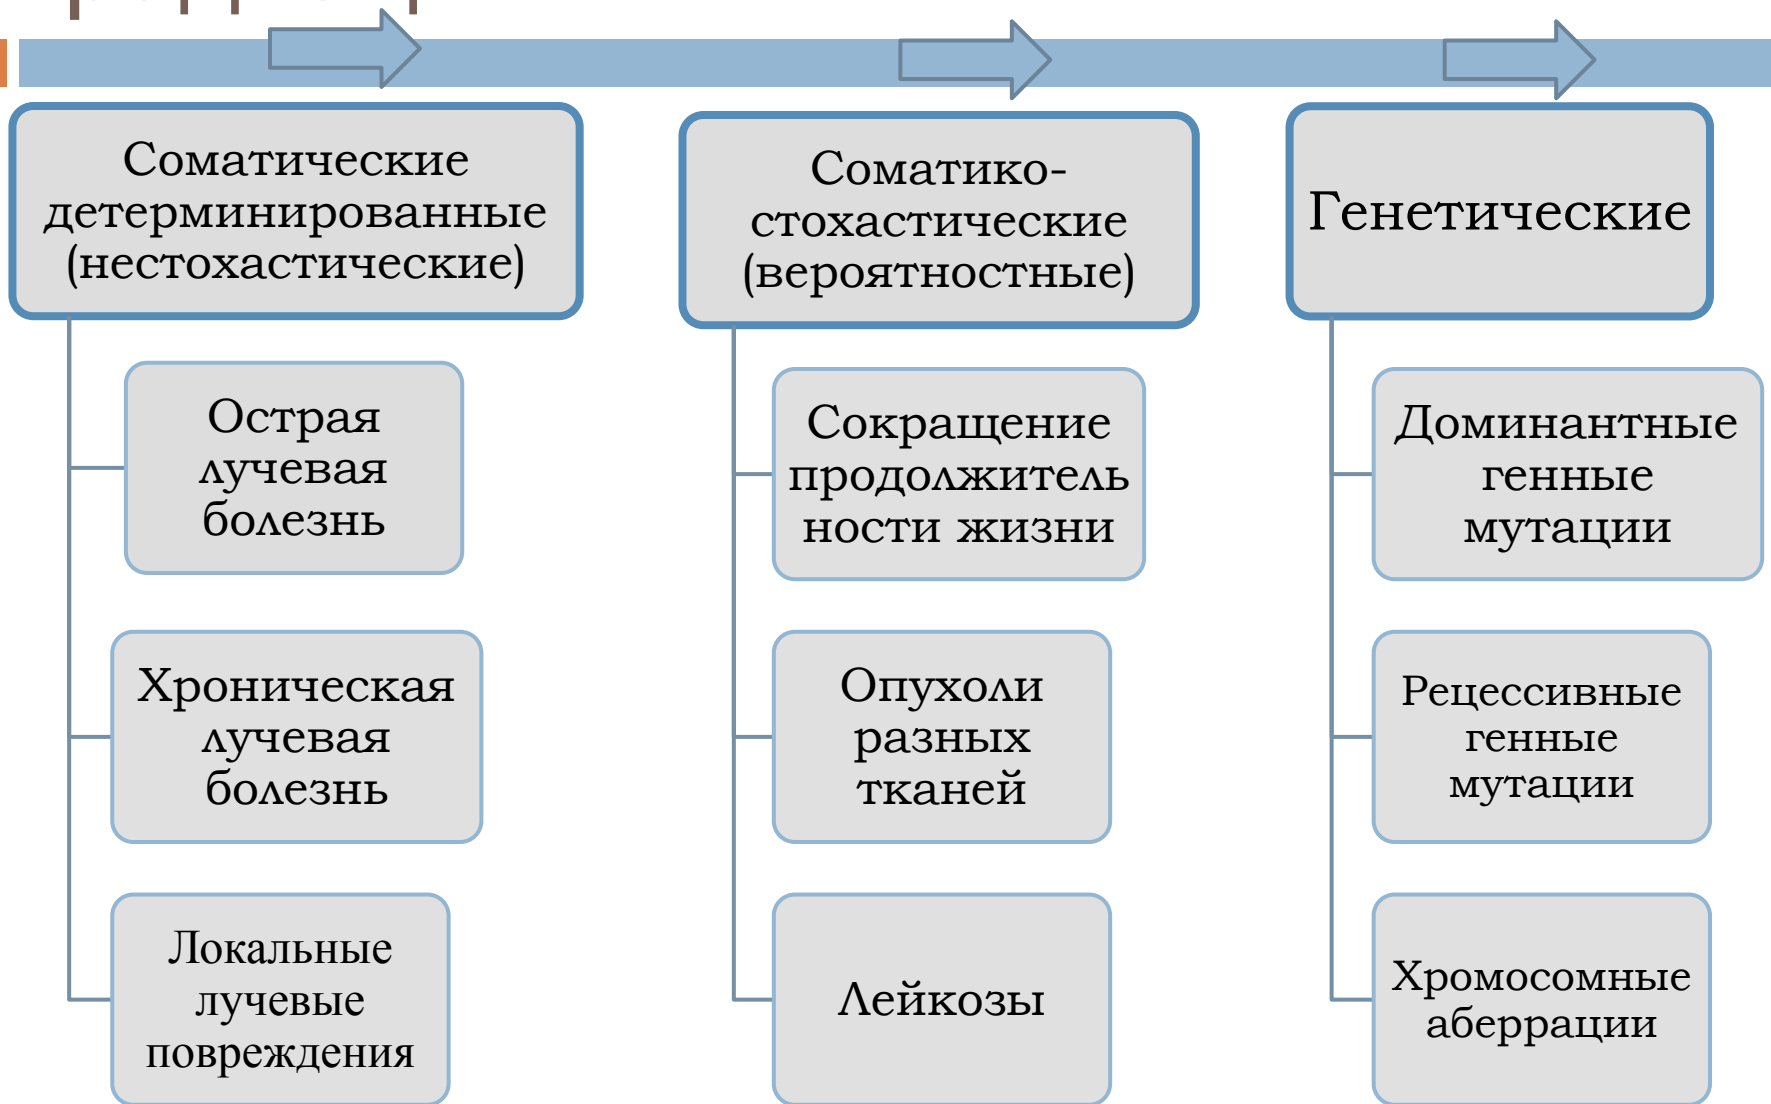 Соматические
детерминированные
(нестохастические)
Острая
лучевая
болезнь
Хроническая
лучевая
болезнь
Локальные
лучевые
повреждения
Соматико-
стохастические
(вероятностные)
Сокращение
продолжитель
ности жизни
Опухоли
разных
тканей
Лейкозы
Генетические
Доминантные
генные
мутации
Рецессивные
генные
мутации
Хромосомные
аберрации